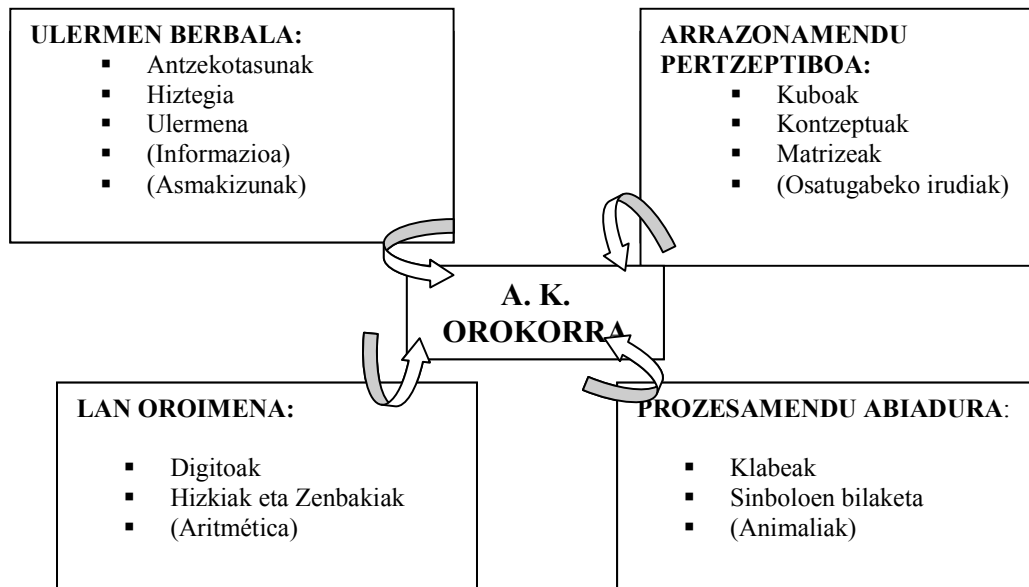 ULERMEN BERBALA:
▪ Antzekotasunak
▪ Hiztegia
▪ Ulermena
▪ (Informazioa)
▪ (Asmakizunak)
ARRAZONAMENDU
PERTZEPTIBOA:
▪ Kuboak
▪ Kontzeptuak
▪ Matrizeak
▪ (Osatugabeko irudiak)
A. K.
OROKORRA
LAN OROIMENA:
▪ Digitoak
▪ Hizkiak eta Zenbakiak
▪ (Aritmética)
PROZESAMENDU ABIADURA:
▪ Klabeak
▪ Sinboloen bilaketa
▪ (Animaliak)